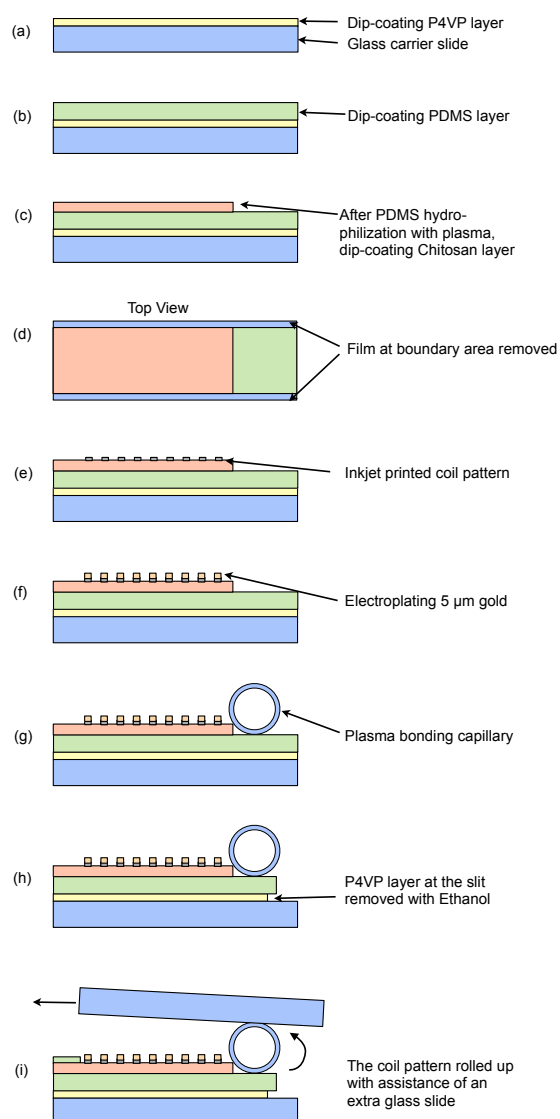 (a)
Dip-coating P4VP layer
Glass carrier slide
(b)
Dip-coating PDMS layer
(c)
After PDMS hydro-
philization with plasma,
dip-coating Chitosan layer
Top View
(d)
Film at boundary area removed
(e)
Inkjet printed coil pattern
(f)
Electroplating 5 µm gold
(g)
Plasma bonding capillary
(h)
P4VP layer at the slit
removed with Ethanol
(i)
The coil pattern rolled up
with assistance of an
extra glass slide